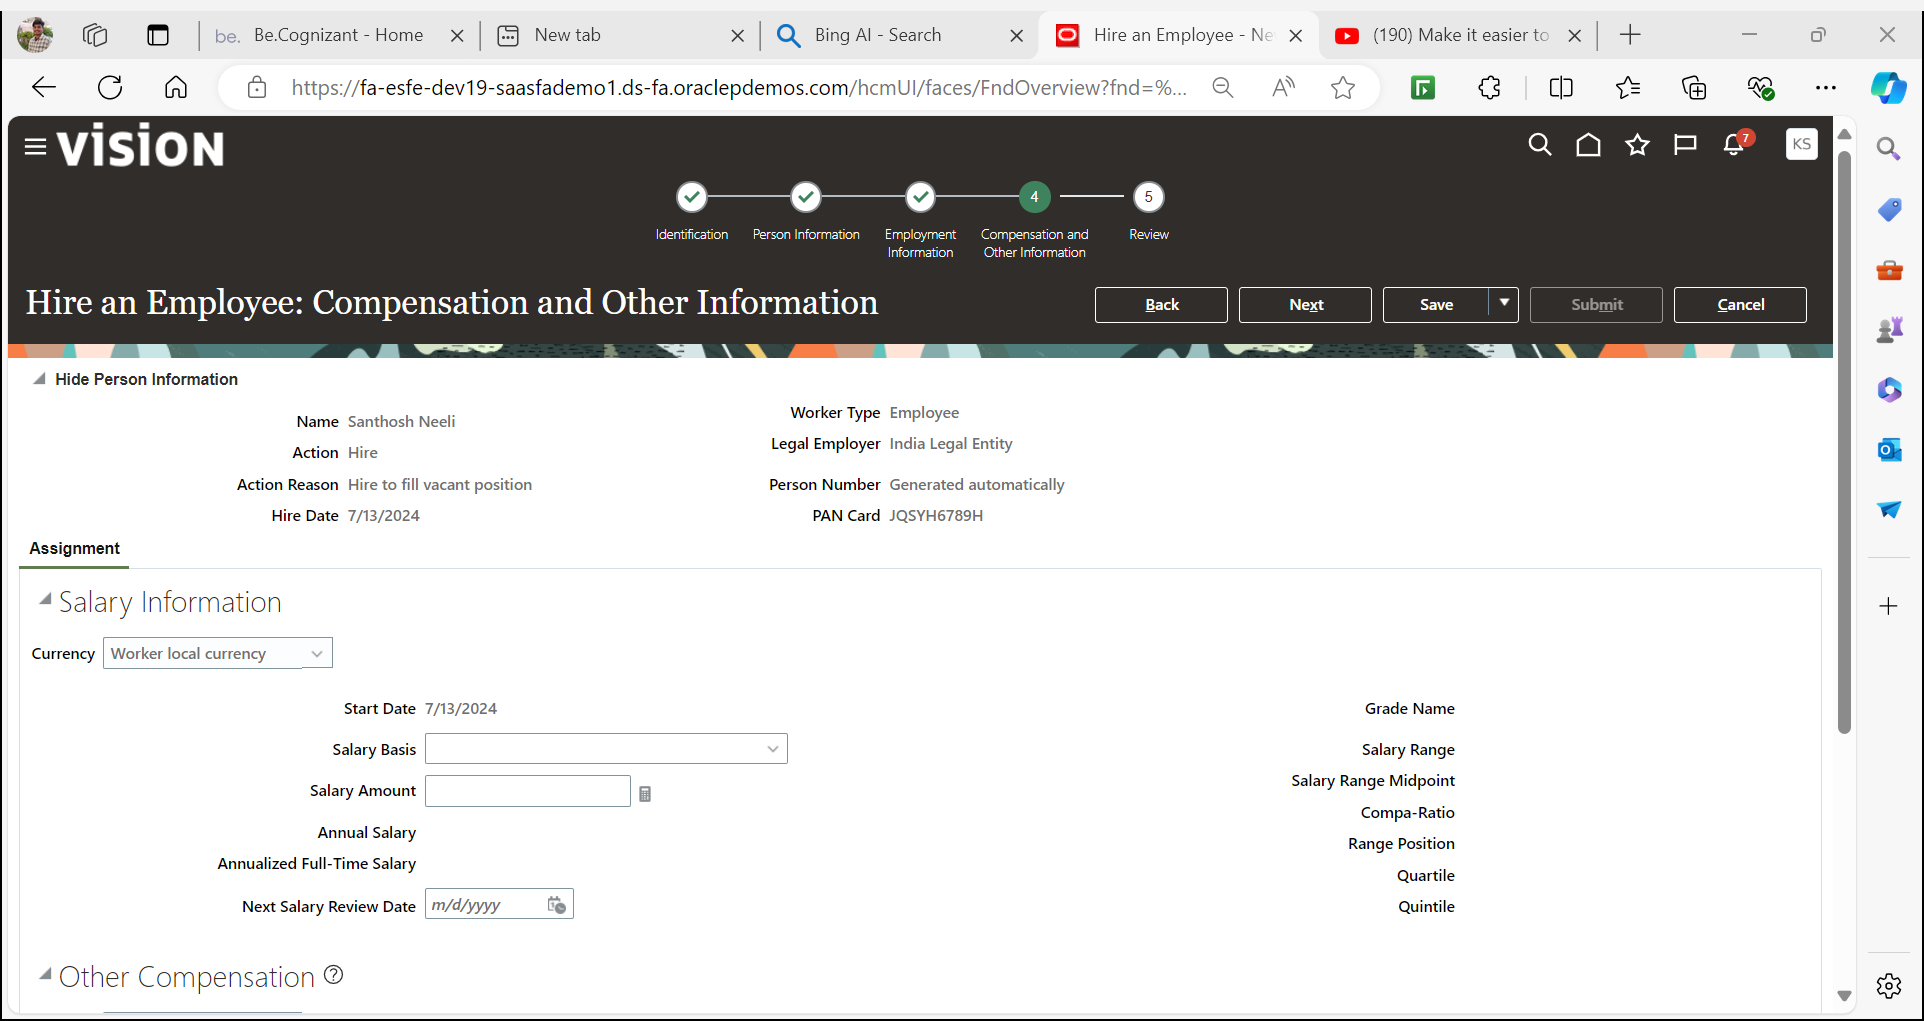 be. Be.Cognizant - Home
New tab
Bing AI - Search
Hire an Employee - Ne
(190) Make it easier to
https://fa-esfe-dev19-saasfademo1.ds-fa.oraclepdemos.com/hcmUI/faces/FndOverview?fnd=%...
VISION
7
KS
4
5
Identification
Person Information
Employment Information
Compensation and Other Information
Review
Hire an Employee: Compensation and Other Information
Back
Next
Save
Submit
Cancel
Hide Person Information
Name Santhosh Neeli
Action Hire
Action Reason Hire to fill vacant position
Hire Date 7/13/2024
Worker Type Employee
Legal Employer India Legal Entity
Person Number Generated automatically
PAN Card JQSYH6789H
Assignment
Salary Information
Currency Worker local currency
Start Date 7/13/2024
Salary Basis
Salary Amount
Annual Salary
Annualized Full-Time Salary
Next Salary Review Date m/d/yyyy
Grade Name
Salary Range
Salary Range Midpoint
Compa-Ratio
Range Position
Quartile
Quintile
Other Compensation ?